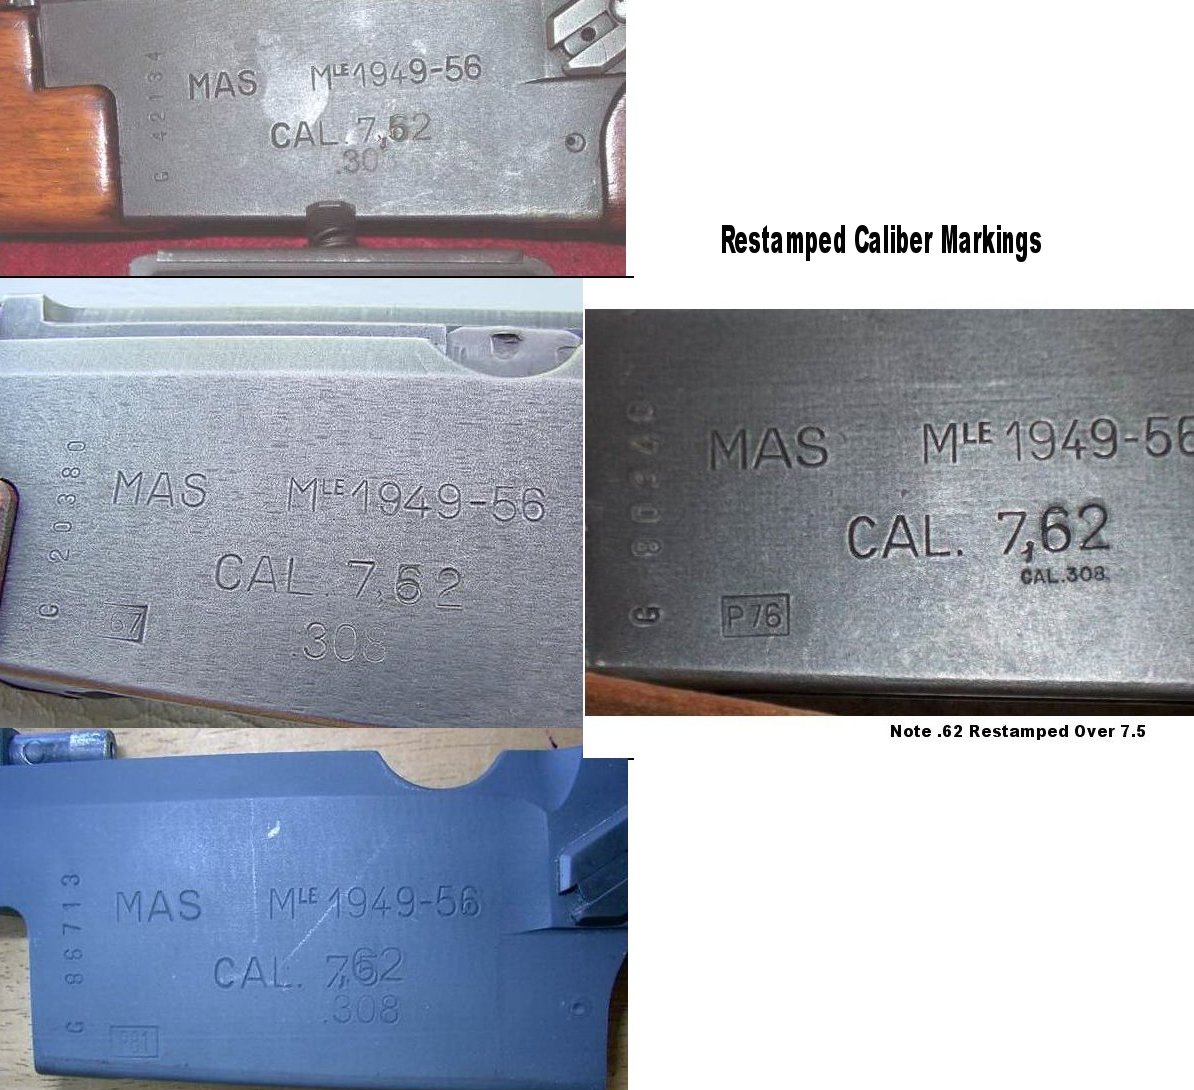 MAS MLE 1949-56
CAL. 7,62
.30
G 42134
Restamped Caliber Markings
MAS MLE 1949-56
CAL. 7,62
.308
G 20380
67
MAS MLE 1949-56
CAL. 7,62
CAL.308
G 80340
P 76
Note .62 Restamped Over 7.5
MAS MLE 1949-56
CAL. 7,62
.308
G 86713